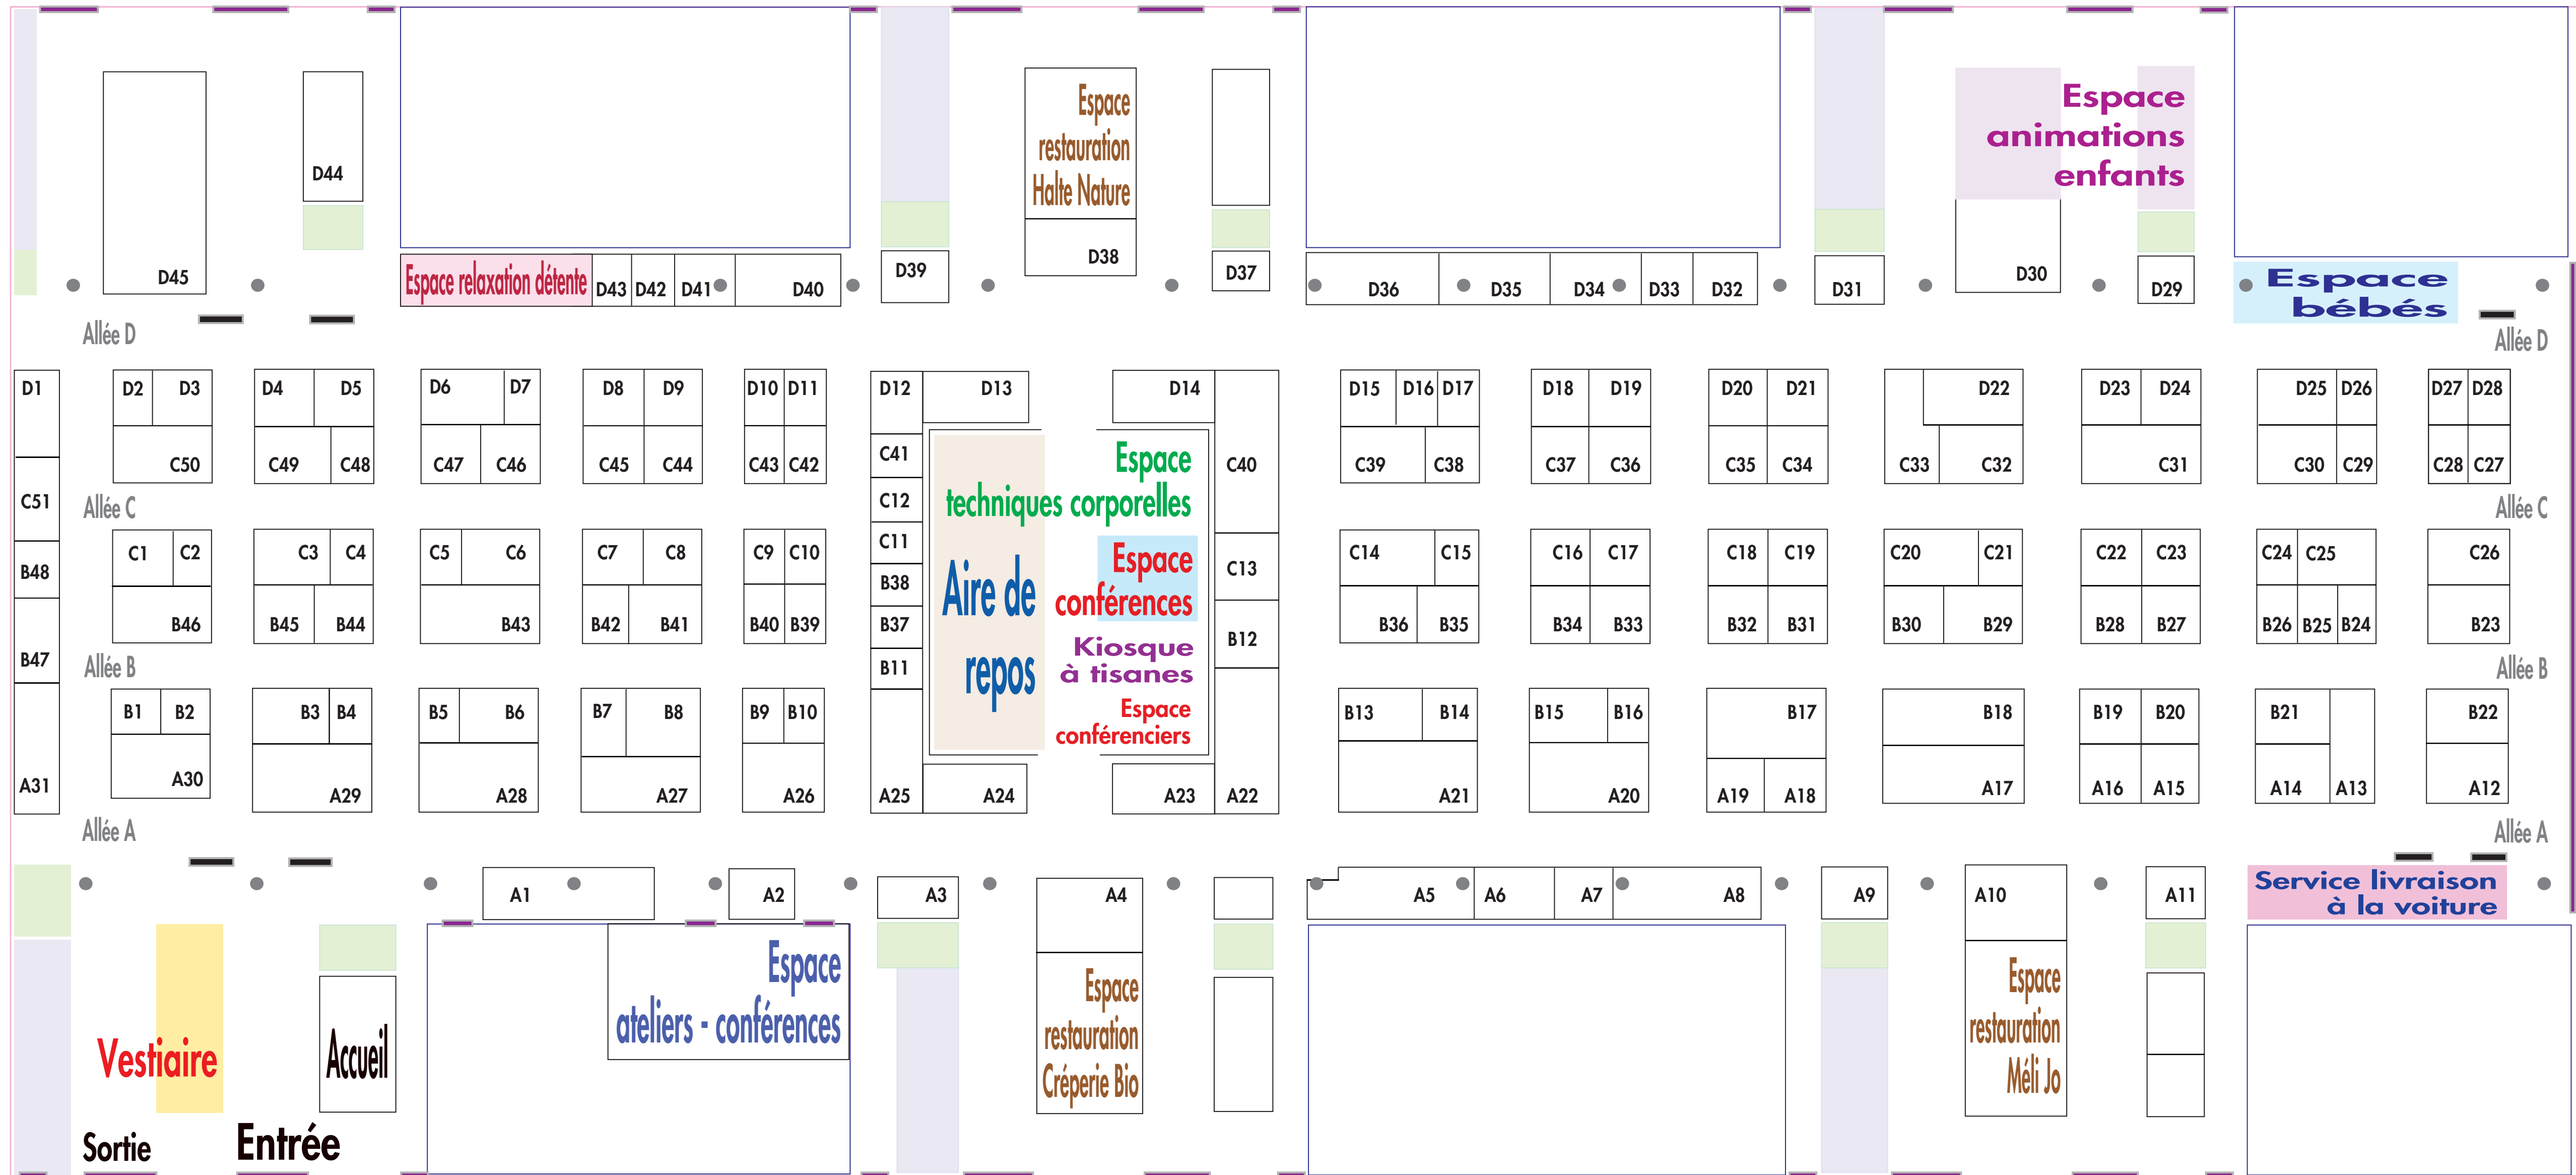 Espace
restauration
Halte Nature
Espace
animations
enfants
D44
D45
Espace relaxation détente
D43
D42
D41
D40
D39
D38
D37
D36
D35
D34
D33
D32
D31
D30
D29
Espace
bébés
Allée D
Allée D
D1
D2
D3
D4
D5
D6
D7
D8
D9
D10
D11
D12
D13
D14
D15
D16
D17
D18
D19
D20
D21
D22
D23
D24
D25
D26
D27
D28
C50
C49
C48
C47
C46
C45
C44
C43
C42
C41
C40
C39
C38
C37
C36
C35
C34
C33
C32
C31
C30
C29
C28
C27
Espace
techniques corporelles
C51
Allée C
C12
Allée C
C1
C2
C3
C4
C5
C6
C7
C8
C9
C10
C11
C13
C14
C15
C16
C17
C18
C19
C20
C21
C22
C23
C24
C25
C26
Aire de
repos
Espace
conférences
B48
B46
B45
B44
B43
B42
B41
B40
B39
B38
B37
B12
B36
B35
B34
B33
B32
B31
B30
B29
B28
B27
B26
B25
B24
B23
Kiosque
à tisanes
B47
Allée B
B11
Allée B
B1
B2
B3
B4
B5
B6
B7
B8
B9
B10
Espace
conférenciers
B13
B14
B15
B16
B17
B18
B19
B20
B21
B22
A31
A30
A29
A28
A27
A26
A25
A24
A23
A22
A21
A20
A19
A18
A17
A16
A15
A14
A13
A12
Allée A
Allée A
A1
A2
A3
A4
A5
A6
A7
A8
A9
A10
A11
Service livraison
à la voiture
Espace
ateliers - conférences
Espace
restauration
Créperie Bio
Espace
restauration
Méli Jo
Vestiaire
Accueil
Sortie
Entrée